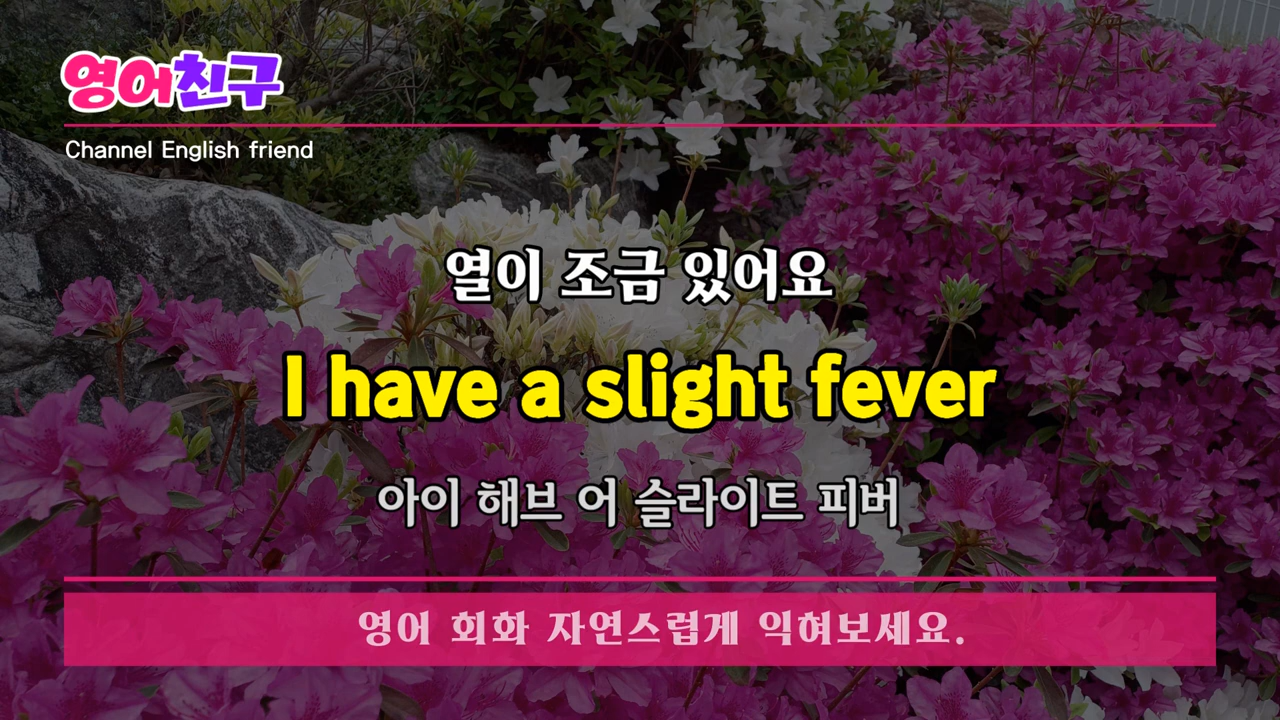 영어친구
Channel English friend
열이 조금 있어요
I have a slight fever
아이 해브 어 슬라이트 피버
영어 회화 자연스럽게 익혀보세요.